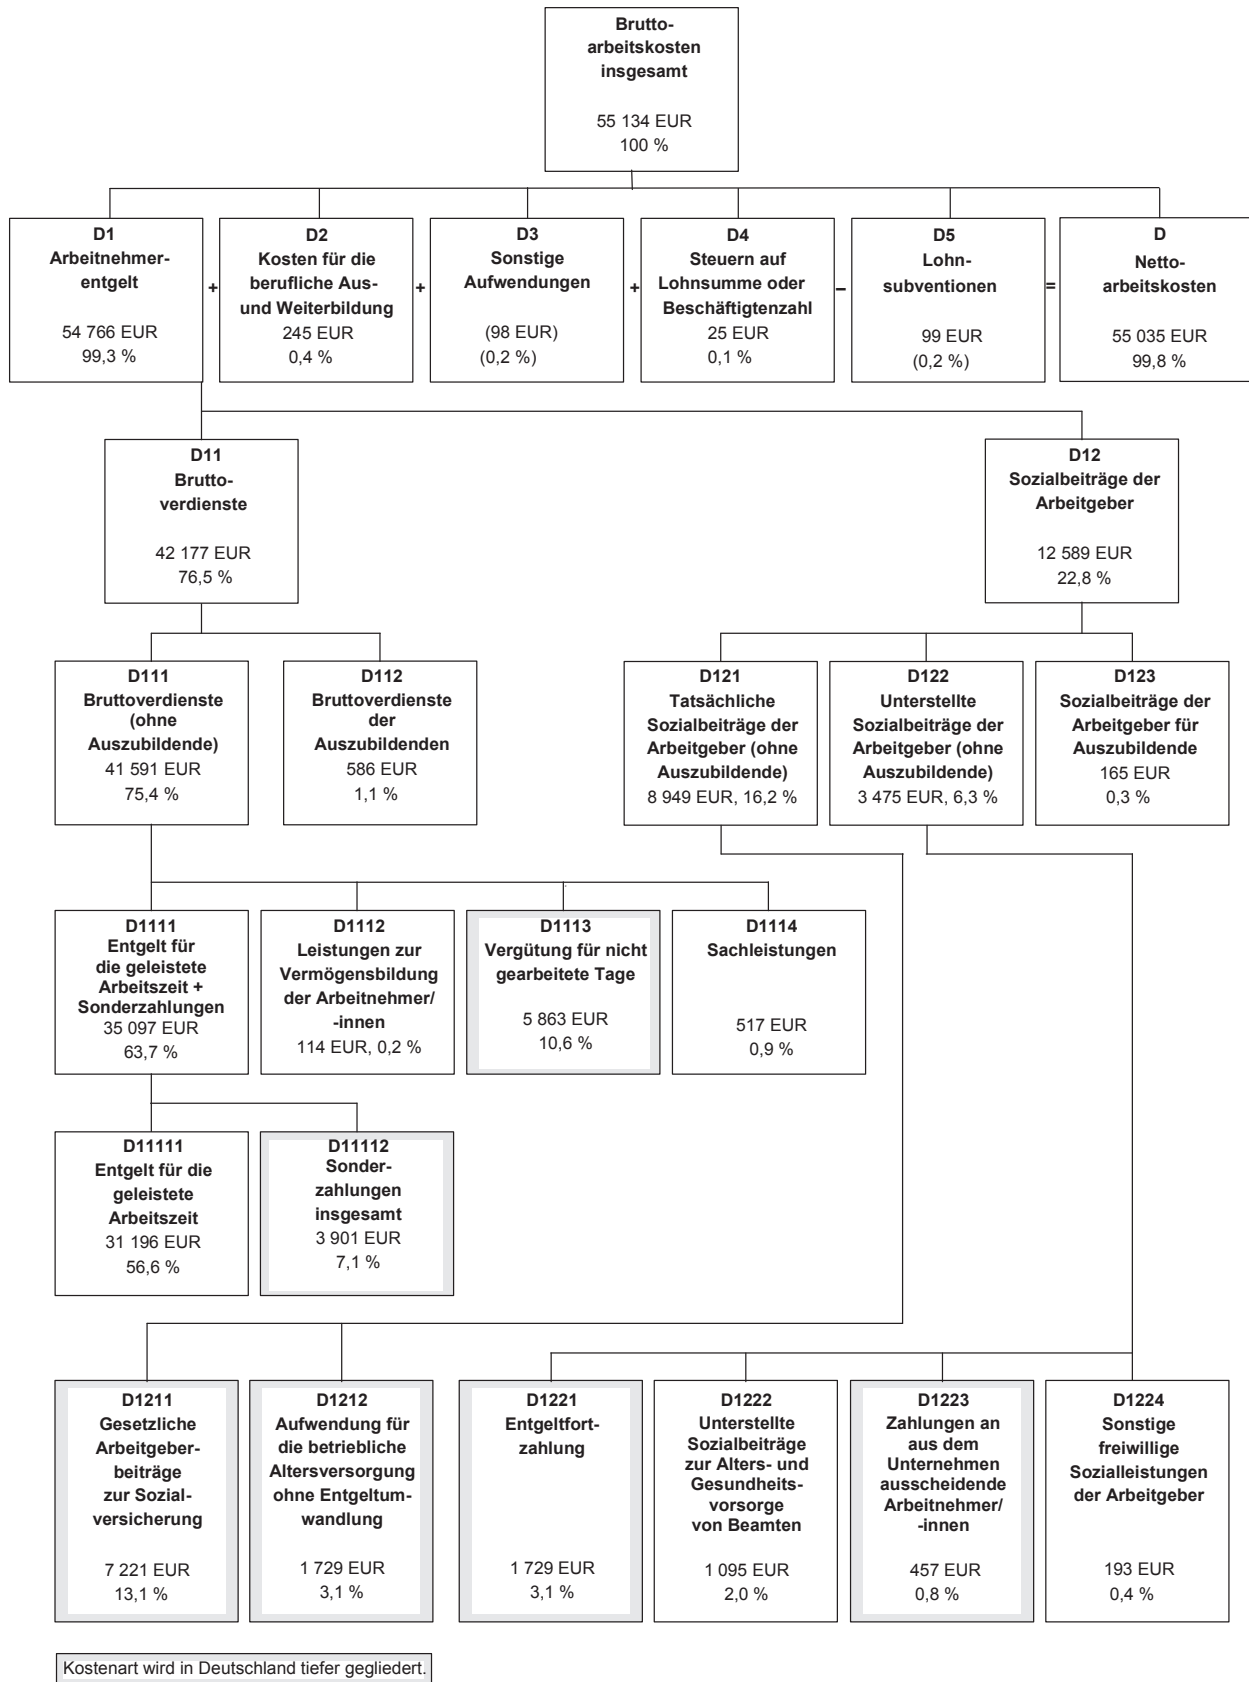 Brutto-
arbeitskosten
insgesamt
55 134 EUR
100 %
D1
Arbeitnehmer-
entgelt
54 766 EUR
99,3 %
+
D2
Kosten für die
berufliche Aus-
und Weiterbildung
245 EUR
0,4 %
+
D3
Sonstige
Aufwendungen
(98 EUR)
(0,2 %)
+
D4
Steuern auf
Lohnsumme oder
Beschäftigtenzahl
25 EUR
0,1 %
–
D5
Lohn-
subventionen
99 EUR
(0,2 %)
=
D
Netto-
arbeitskosten
55 035 EUR
99,8 %
D11
Brutto-
verdienste
42 177 EUR
76,5 %
D12
Sozialbeiträge der
Arbeitgeber
12 589 EUR
22,8 %
D111
Bruttoverdienste
(ohne
Auszubildende)
41 591 EUR
75,4 %
D112
Bruttoverdienste
der
Auszubildenden
586 EUR
1,1 %
D121
Tatsächliche
Sozialbeiträge der
Arbeitgeber (ohne
Auszubildende)
8 949 EUR, 16,2 %
D122
Unterstellte
Sozialbeiträge der
Arbeitgeber (ohne
Auszubildende)
3 475 EUR, 6,3 %
D123
Sozialbeiträge der
Arbeitgeber für
Auszubildende
165 EUR
0,3 %
D1111
Entgelt für
die geleistete
Arbeitszeit +
Sonderzahlungen
35 097 EUR
63,7 %
D1112
Leistungen zur
Vermögensbildung
der Arbeitnehmer/
-innen
114 EUR, 0,2 %
D1113
Vergütung für nicht
gearbeitete Tage
5 863 EUR
10,6 %
D1114
Sachleistungen
517 EUR
0,9 %
D11111
Entgelt für die
geleistete
Arbeitszeit
31 196 EUR
56,6 %
D11112
Sonder-
zahlungen
insgesamt
3 901 EUR
7,1 %
D1211
Gesetzliche
Arbeitgeber-
beiträge
zur Sozial-
versicherung
7 221 EUR
13,1 %
D1212
Aufwendung für
die betriebliche
Altersversorgung
ohne Entgeltum-
wandlung
1 729 EUR
3,1 %
D1221
Entgeltfort-
zahlung
1 729 EUR
3,1 %
D1222
Unterstellte
Sozialbeiträge
zur Alters- und
Gesundheits-
vorsorge
von Beamten
1 095 EUR
2,0 %
D1223
Zahlungen an
aus dem
Unternehmen
ausscheidende
Arbeitnehmer/
-innen
457 EUR
0,8 %
D1224
Sonstige
freiwillige
Sozialleistungen
der Arbeitgeber
193 EUR
0,4 %
Kostenart wird in Deutschland tiefer gegliedert.